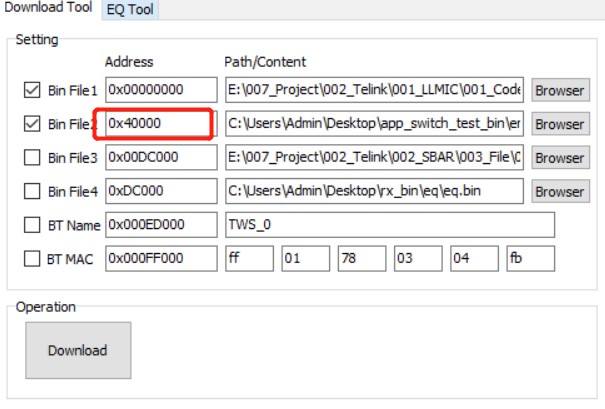 Download Tool EQ Tool
Setting
Address Path/Content
Bin File1 0x00000000 E:\007_Project\002_Telink\001_LLMIC\001_Code Browser
Bin File2 0x40000 C:\Users\Admin\Desktop\app_switch_test_bin\er Browser
Bin File3 0x00DC000 E:\007_Project\002_Telink\002_SBAR\003_File\0 Browser
Bin File4 0xDC000 C:\Users\Admin\Desktop\rx_bin\eq\eq.bin Browser
BT Name 0x000ED000 TWS_0
BT MAC 0x000FF000 ff 01 78 03 04 fb
Operation
Download